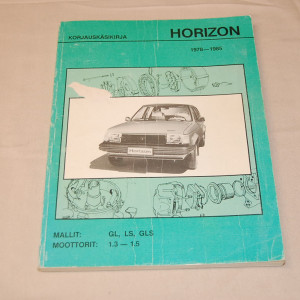 KORJAUSKÄSIKIRJA
HORIZON
1978—1985
MALLIT: GL, LS, GLS
MOOTTORIT: 1.3 — 1.5